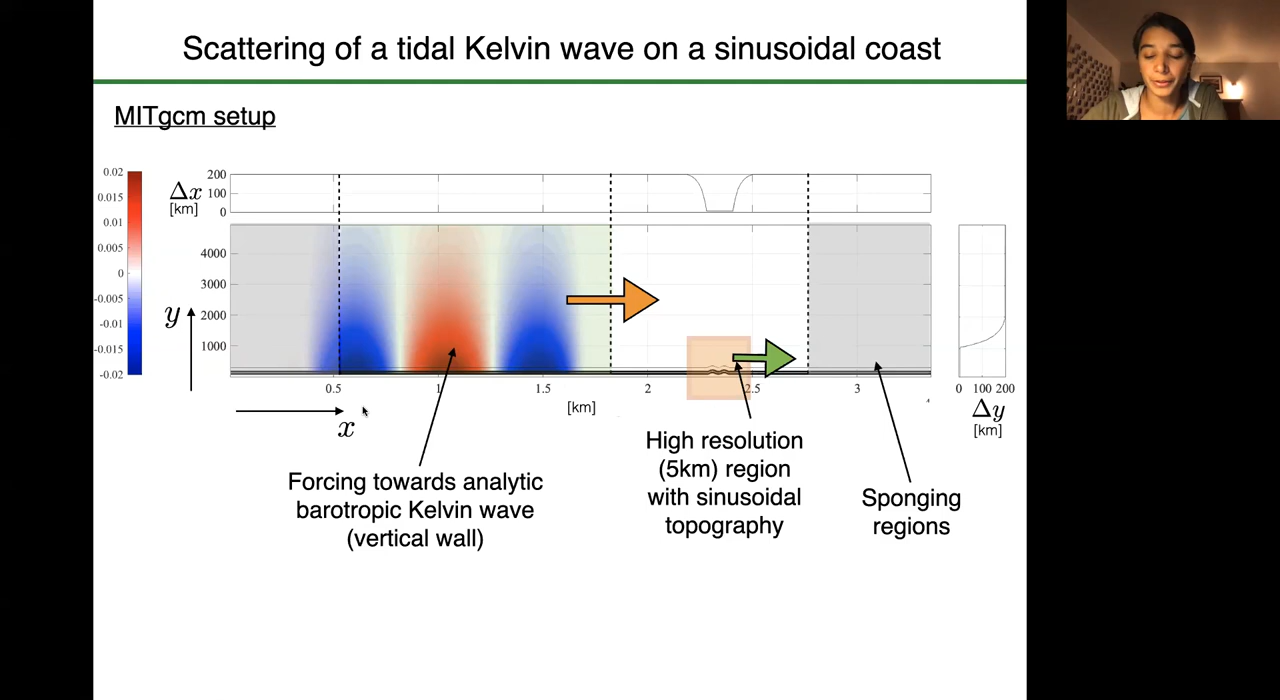 Scattering of a tidal Kelvin wave on a sinusoidal coast
MITgcm setup
0.02
0.015
0.01
0.005
0
-0.005
-0.01
-0.015
-0.02
Δx
[km]
200
100
0
4000
3000
2000
1000
y
0.5
1
1.5
2
2.5
3
[km]
x
0 100 200
Δy
[km]
Forcing towards analytic
barotropic Kelvin wave
(vertical wall)
High resolution
(5km) region
with sinusoidal
topography
Sponging
regions